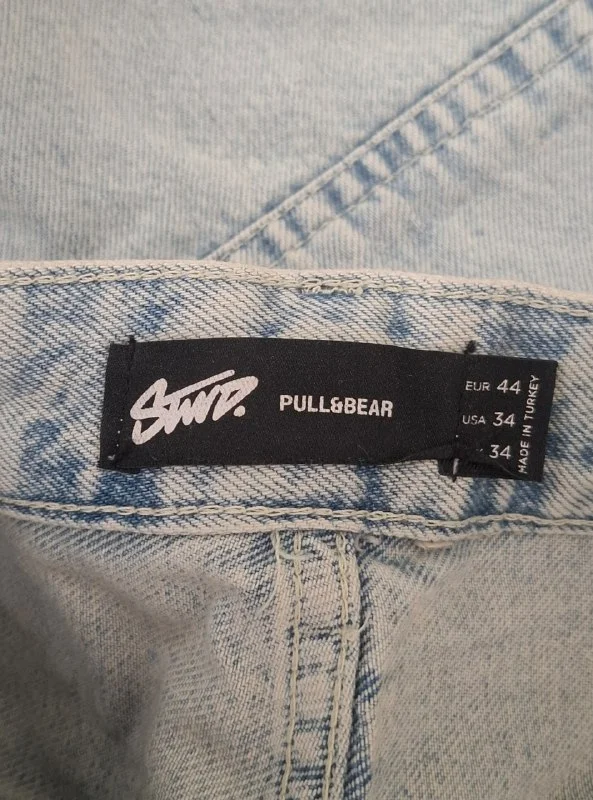 STWD.
PULL&BEAR
EUR 44
USA 34
34
MADE IN TURKEY